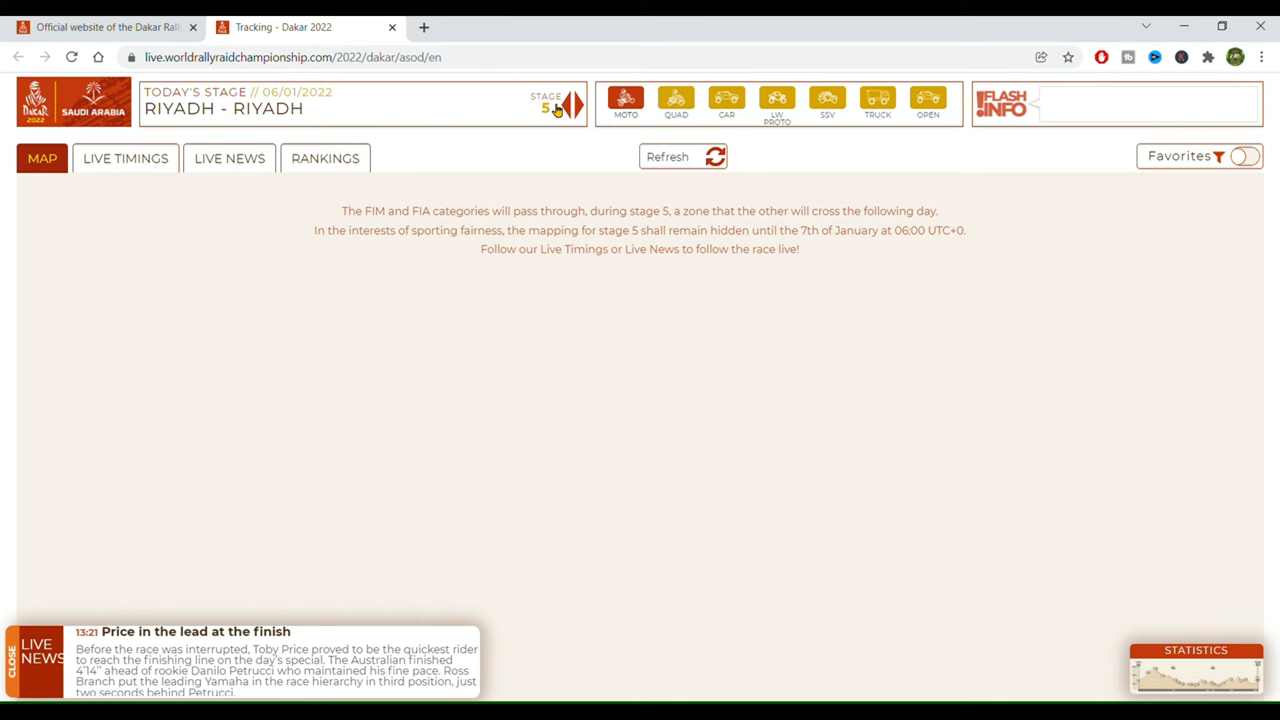 Official website of the Dakar Rall
Tracking - Dakar 2022
live.worldrallyraidchampionship.com/2022/dakar/asod/en
DAKAR
2022
SAUDI ARABIA
TODAY'S STAGE // 06/01/2022
RIYADH - RIYADH
STAGE
5
MOTO
QUAD
CAR
LW
PROTO
SSV
TRUCK
OPEN
FLASH
INFO
MAP
LIVE TIMINGS
LIVE NEWS
RANKINGS
Refresh
Favorites
The FIM and FIA categories will pass through, during stage 5, a zone that the other will cross the following day.
In the interests of sporting fairness, the mapping for stage 5 shall remain hidden until the 7th of January at 06:00 UTC+0.
Follow our Live Timings or Live News to follow the race live!
CLOSE
LIVE
NEWS
13:21 Price in the lead at the finish
Before the race was interrupted, Toby Price proved to be the quickest rider
to reach the finishing line on the day's special. The Australian finished
4'14'' ahead of rookie Danilo Petrucci who maintained his fine pace. Ross
Branch put the leading Yamaha in the race hierarchy in third position, just
two seconds behind Petrucci.
STATISTICS